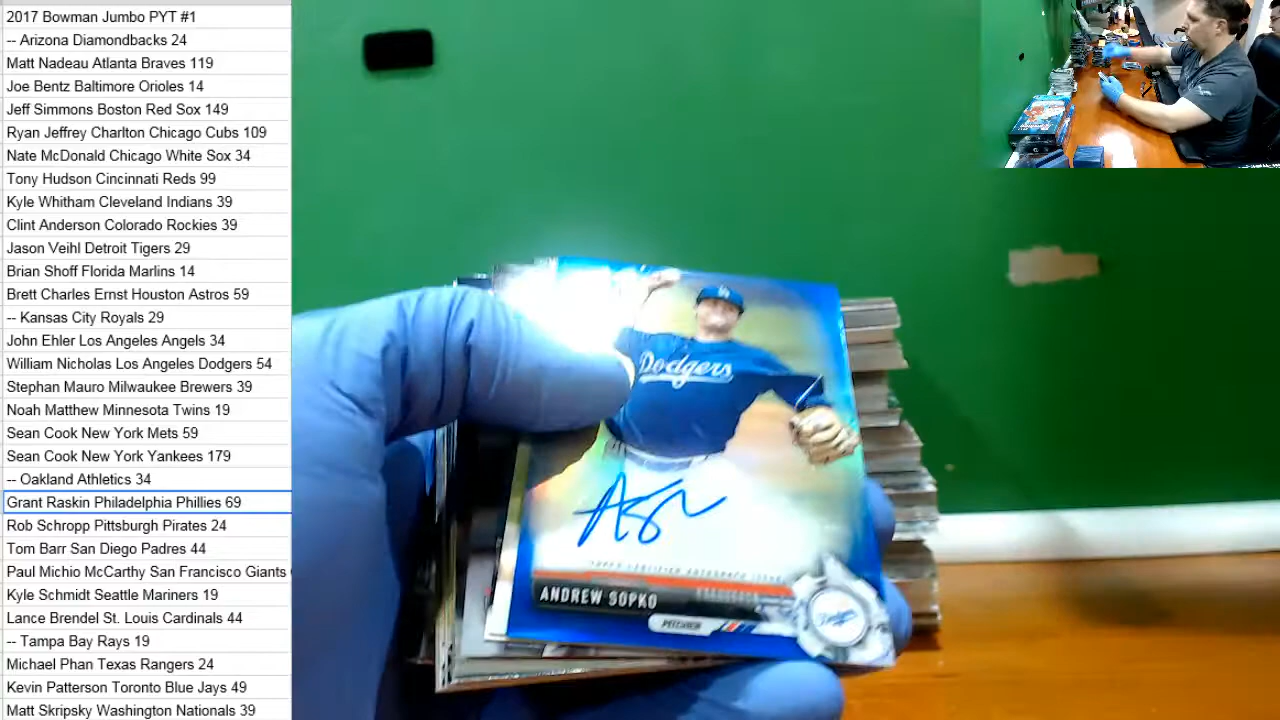 2017 Bowman Jumbo PYT #1
-- Arizona Diamondbacks 24
Matt Nadeau Atlanta Braves 119
Joe Bentz Baltimore Orioles 14
Jeff Simmons Boston Red Sox 149
Ryan Jeffrey Charlton Chicago Cubs 109
Nate McDonald Chicago White Sox 34
Tony Hudson Cincinnati Reds 99
Kyle Whitham Cleveland Indians 39
Clint Anderson Colorado Rockies 39
Jason Veihl Detroit Tigers 29
Brian Shoff Florida Marlins 14
Brett Charles Ernst Houston Astros 59
-- Kansas City Royals 29
John Ehler Los Angeles Angels 34
William Nicholas Los Angeles Dodgers 54
Stephan Mauro Milwaukee Brewers 39
Noah Matthew Minnesota Twins 19
Sean Cook New York Mets 59
Sean Cook New York Yankees 179
-- Oakland Athletics 34
Grant Raskin Philadelphia Phillies 69
Rob Schropp Pittsburgh Pirates 24
Tom Barr San Diego Padres 44
Paul Michio McCarthy San Francisco Giants
Kyle Schmidt Seattle Mariners 19
Lance Brendel St. Louis Cardinals 44
-- Tampa Bay Rays 19
Michael Phan Texas Rangers 24
Kevin Patterson Toronto Blue Jays 49
Matt Skripsky Washington Nationals 39
Dodgers
TOPPS CERTIFIED AUTOGRAPH ISSUE
ANDREW SOPKO
PITCHER